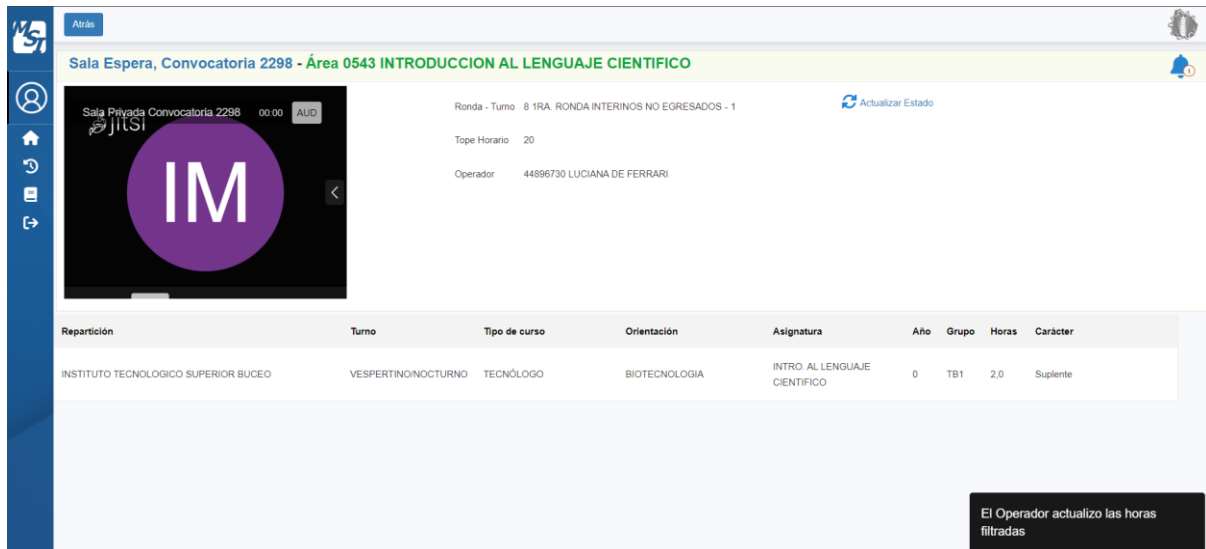 MST
Atrás
Sala Espera, Convocatoria 2298 - Área 0543 INTRODUCCION AL LENGUAJE CIENTIFICO
1
Sala Privada Convocatoria 2298 00:00 AUD
jitsi
IM
Ronda - Turno 8 1RA. RONDA INTERINOS NO EGRESADOS - 1
Actualizar Estado
Tope Horario 20
Operador 44896730 LUCIANA DE FERRARI
Repartición Turno Tipo de curso Orientación Asignatura Año Grupo Horas Carácter
INSTITUTO TECNOLOGICO SUPERIOR BUCEO VESPERTINO/NOCTURNO TECNÓLOGO BIOTECNOLOGIA INTRO. AL LENGUAJE
CIENTIFICO 0 TB1 2,0 Suplente
El Operador actualizo las horas
filtradas